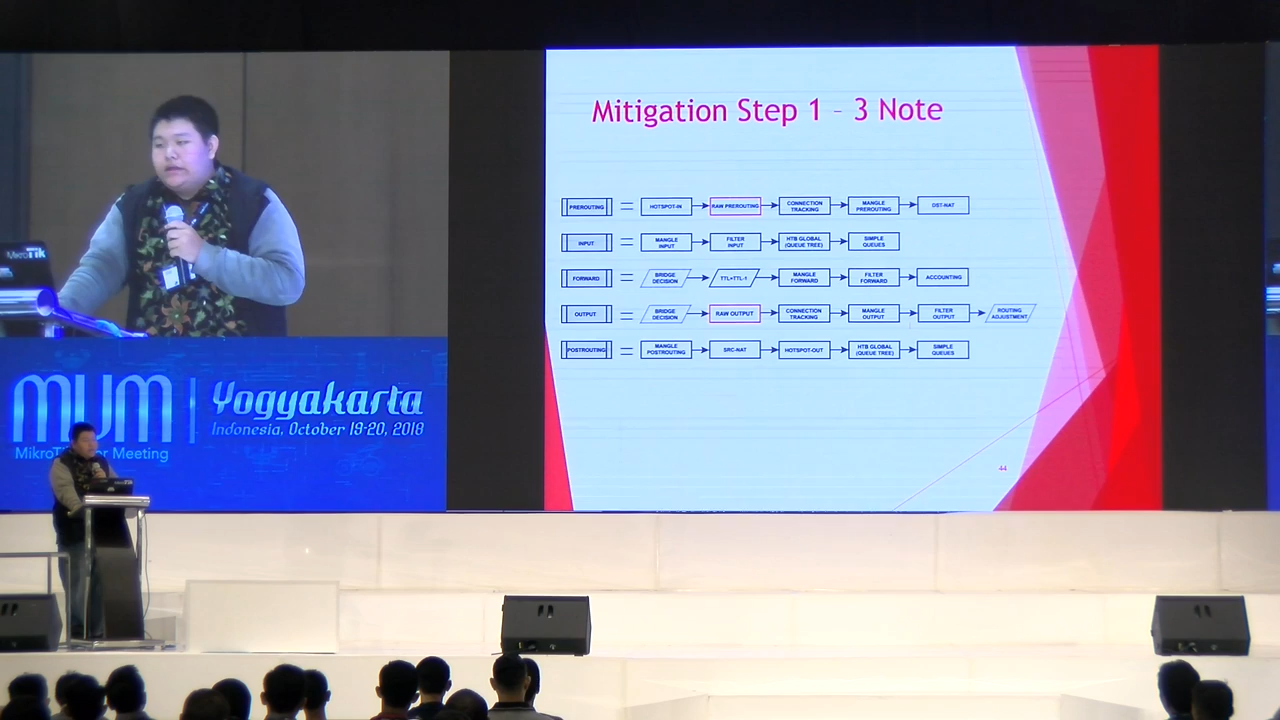 Mitigation Step 1 – 3 Note
PREROUTING = HOTSPOT-IN RAW PREROUTING CONNECTION TRACKING MANGLE PREROUTING DST-NAT
INPUT = MANGLE INPUT FILTER INPUT HTB GLOBAL (QUEUE TREE) SIMPLE QUEUES
FORWARD = BRIDGE DECISION TTL=TTL-1 MANGLE FORWARD FILTER FORWARD ACCOUNTING
OUTPUT = BRIDGE DECISION RAW OUTPUT CONNECTION TRACKING MANGLE OUTPUT FILTER OUTPUT ROUTING ADJUSTMENT
POSTROUTING = MANGLE POSTROUTING SRC-NAT HOTSPOT-OUT HTB GLOBAL (QUEUE TREE) SIMPLE QUEUES
44
MUM
Yogyakarta
Indonesia, October 19-20, 2018
Meeting